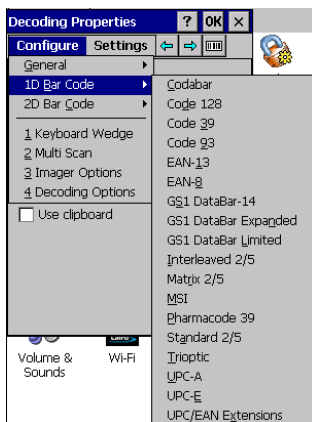 Decoding Properties ? OK ×
Configure Settings
General
1D Bar Code
2D Bar Code
1 Keyboard Wedge
2 Multi Scan
3 Imager Options
4 Decoding Options
Use clipboard
Codabar
Code 128
Code 39
Code 93
EAN-13
EAN-8
GS1 DataBar-14
GS1 DataBar Expanded
GS1 DataBar Limited
Interleaved 2/5
Matrix 2/5
MSI
Pharmacode 39
Standard 2/5
Trioptic
UPC-A
UPC-E
UPC/EAN Extensions
Volume &
Sounds
Wi-Fi